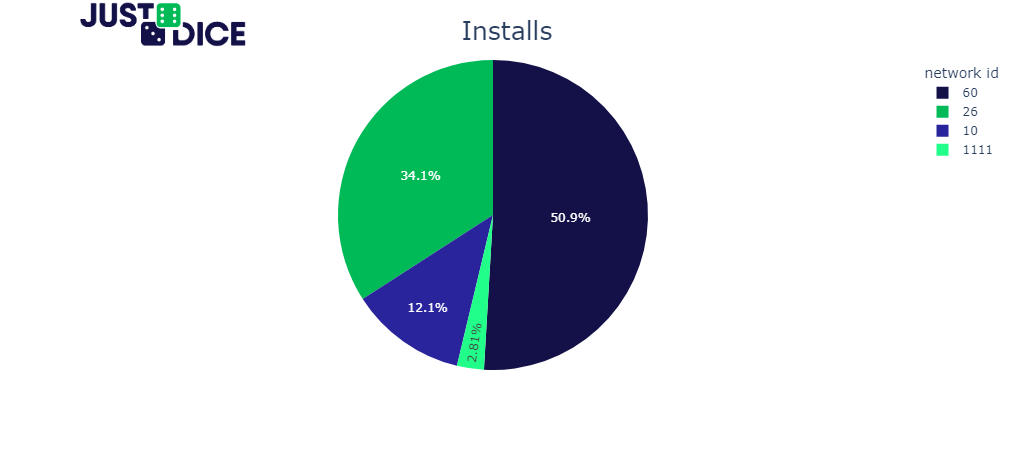 JUST
DICE
Installs
network id
60
26
10
1111
34.1%
50.9%
12.1%
2.81%